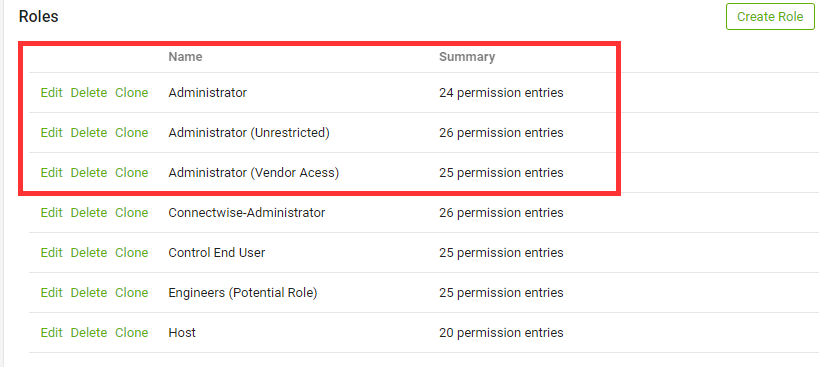 Roles Create Role
Name Summary
Edit Delete Clone Administrator 24 permission entries
Edit Delete Clone Administrator (Unrestricted) 26 permission entries
Edit Delete Clone Administrator (Vendor Acess) 25 permission entries
Edit Delete Clone Connectwise-Administrator 26 permission entries
Edit Delete Clone Control End User 25 permission entries
Edit Delete Clone Engineers (Potential Role) 25 permission entries
Edit Delete Clone Host 20 permission entries